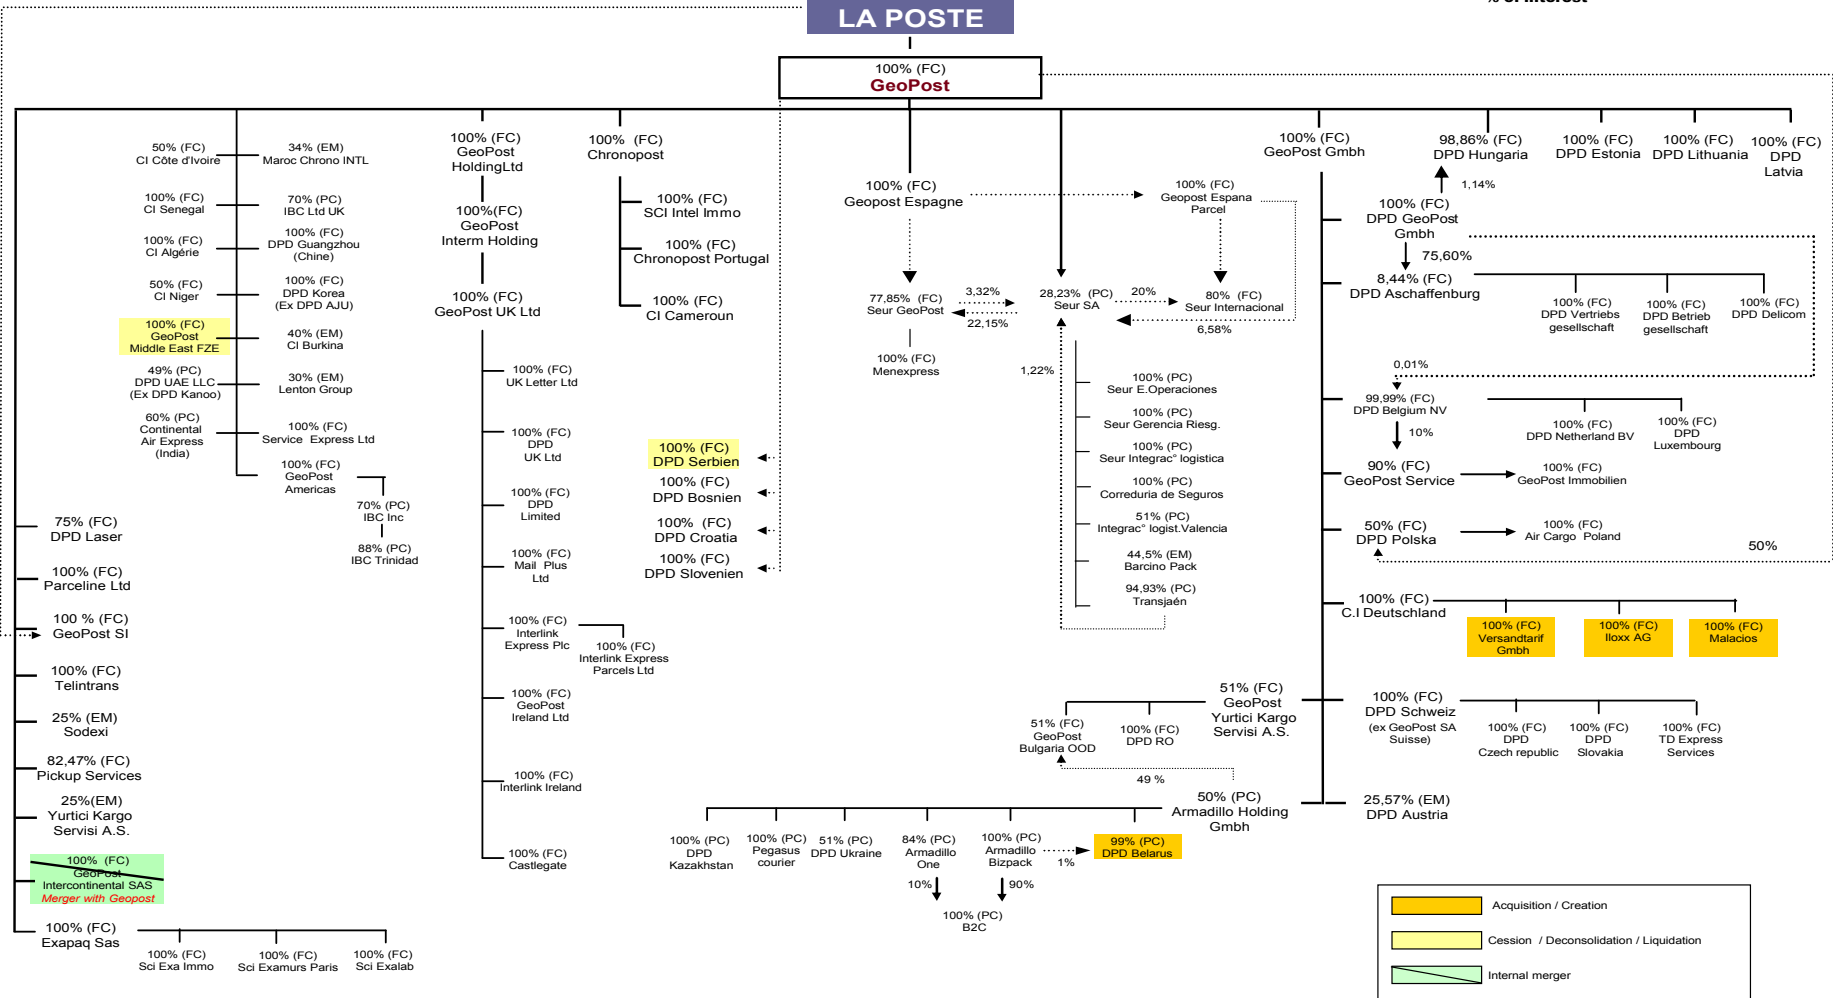 % of interest
LA POSTE
100% (FC)
GeoPost
50% (FC)
CI Côte d'Ivoire
34% (EM)
Maroc Chrono INTL
100% (FC)
CI Senegal
70% (PC)
IBC Ltd UK
100% (FC)
CI Algérie
100% (FC)
DPD Guangzhou
(Chine)
50% (FC)
CI Niger
100% (FC)
DPD Korea
(Ex DPD AJU)
100% (FC)
GeoPost
Middle East FZE
40% (EM)
CI Burkina
49% (PC)
DPD UAE LLC
(Ex DPD Kanoo)
30% (EM)
Lenton Group
60% (PC)
Continental
Air Express
(India)
100% (FC)
Service Express Ltd
100% (FC)
GeoPost
Americas
70% (PC)
IBC Inc
88% (PC)
IBC Trinidad
75% (FC)
DPD Laser
100% (FC)
Parceline Ltd
100 % (FC)
GeoPost SI
100% (FC)
Telintrans
25% (EM)
Sodexi
82,47% (FC)
Pickup Services
25%(EM)
Yurtici Kargo
Servisi A.S.
100% (FC)
GeoPost
Intercontinental SAS
Merger with Geopost
100% (FC)
Exapaq Sas
100% (FC)
Sci Exa Immo
100% (FC)
Sci Examurs Paris
100% (FC)
Sci Exalab
100% (FC)
GeoPost
HoldingLtd
100%(FC)
GeoPost
Interm Holding
100% (FC)
GeoPost UK Ltd
100% (FC)
UK Letter Ltd
100% (FC)
DPD
UK Ltd
100% (FC)
DPD
Limited
100% (FC)
Mail Plus
Ltd
100% (FC)
Interlink
Express Plc
100% (FC)
Interlink Express
Parcels Ltd
100% (FC)
GeoPost
Ireland Ltd
100% (FC)
Interlink Ireland
100% (FC)
Castlegate
100% (FC)
Chronopost
100% (FC)
SCI Intel Immo
100% (FC)
Chronopost Portugal
100% (FC)
CI Cameroun
100% (FC)
DPD Serbien
100% (FC)
DPD Bosnien
100% (FC)
DPD Croatia
100% (FC)
DPD Slovenien
100% (FC)
Geopost Espagne
100% (FC)
Geopost Espana
Parcel
77,85% (FC)
Seur GeoPost
3,32%
22,15%
28,23% (PC)
Seur SA
20%
80% (FC)
Seur Internacional
6,58%
100% (FC)
Menexpress
1,22%
100% (PC)
Seur E.Operaciones
100% (PC)
Seur Gerencia Riesg.
100% (PC)
Seur Integrac° logistica
100% (PC)
Correduria de Seguros
51% (PC)
Integrac° logist.Valencia
44,5% (EM)
Barcino Pack
94,93% (PC)
Transjaén
100% (FC)
GeoPost Gmbh
98,86% (FC)
DPD Hungaria
100% (FC)
DPD Estonia
100% (FC)
DPD Lithuania
100% (FC)
DPD
Latvia
1,14%
100% (FC)
DPD GeoPost
Gmbh
75,60%
8,44% (FC)
DPD Aschaffenburg
100% (FC)
DPD Vertriebs
gesellschaft
100% (FC)
DPD Betrieb
gesellschaft
100% (FC)
DPD Delicom
0,01%
99,99% (FC)
DPD Belgium NV
10%
100% (FC)
DPD Netherland BV
100% (FC)
DPD
Luxembourg
90% (FC)
GeoPost Service
100% (FC)
GeoPost Immobilien
50% (FC)
DPD Polska
100% (FC)
Air Cargo Poland
50%
100% (FC)
C.I Deutschland
100% (FC)
Versandtarif
Gmbh
100% (FC)
Iloxx AG
100% (FC)
Malacios
51% (FC)
GeoPost
Yurtici Kargo
Servisi A.S.
51% (FC)
GeoPost
Bulgaria OOD
100% (FC)
DPD RO
49 %
100% (FC)
DPD Schweiz
(ex GeoPost SA
Suisse)
100% (FC)
DPD
Czech republic
100% (FC)
DPD
Slovakia
100% (FC)
TD Express
Services
50% (PC)
Armadillo Holding
Gmbh
25,57% (EM)
DPD Austria
100% (PC)
DPD
Kazakhstan
100% (PC)
Pegasus
courier
51% (PC)
DPD Ukraine
84% (PC)
Armadillo
One
100% (PC)
Armadillo
Bizpack
1%
99% (PC)
DPD Belarus
10%
90%
100% (PC)
B2C
Acquisition / Creation
Cession / Deconsolidation / Liquidation
Internal merger